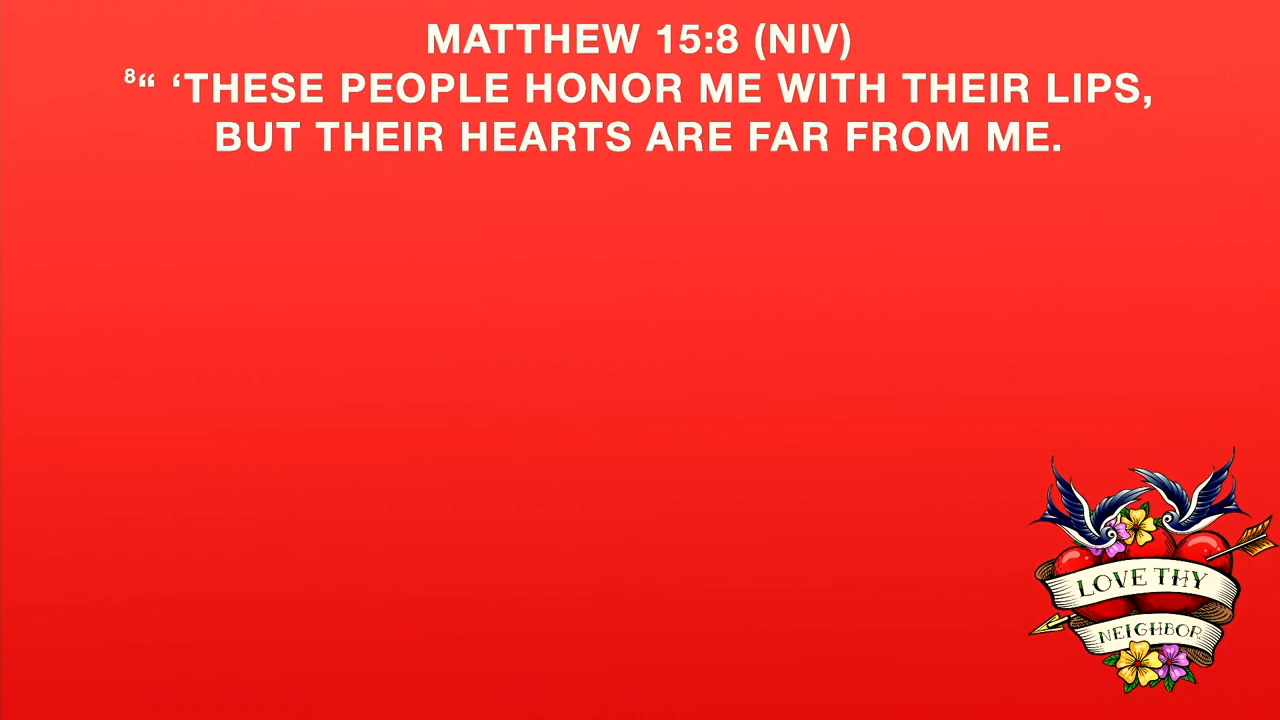 MATTHEW 15:8 (NIV)
⁸“ ‘THESE PEOPLE HONOR ME WITH THEIR LIPS,
BUT THEIR HEARTS ARE FAR FROM ME.
LOVE THY
NEIGHBOR